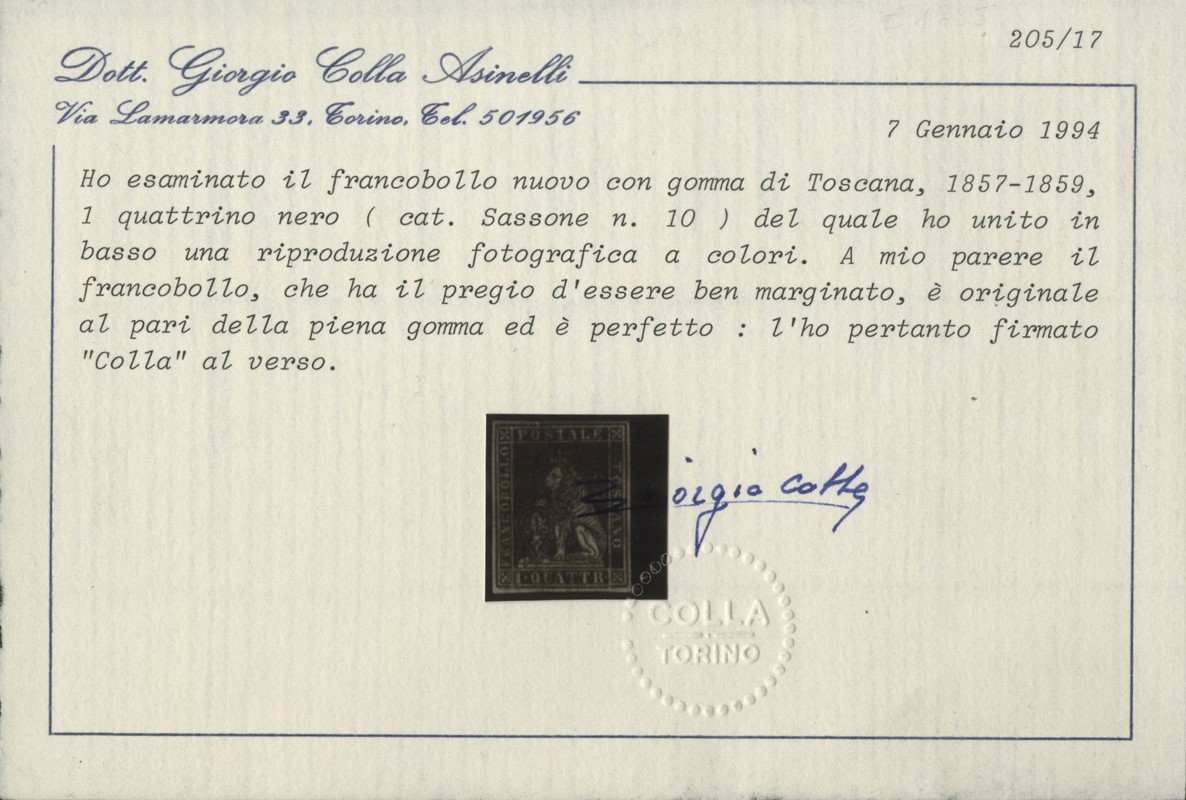 205/17
Dott. Giorgio Colla Asinelli
Via Lamarmora 33, Torino, Tel. 501956
7 Gennaio 1994
Ho esaminato il francobollo nuovo con gomma di Toscana, 1857-1859,
1 quattrino nero ( cat. Sassone n. 10 ) del quale ho unito in
basso una riproduzione fotografica a colori. A mio parere il
francobollo, che ha il pregio d'essere ben marginato, è originale
al pari della piena gomma ed è perfetto : l'ho pertanto firmato
"Colla" al verso.
POSTALE
FRANCOBOLLO
TOSCANO
1 QUATTR
Giorgio Colla
COLLA
TORINO